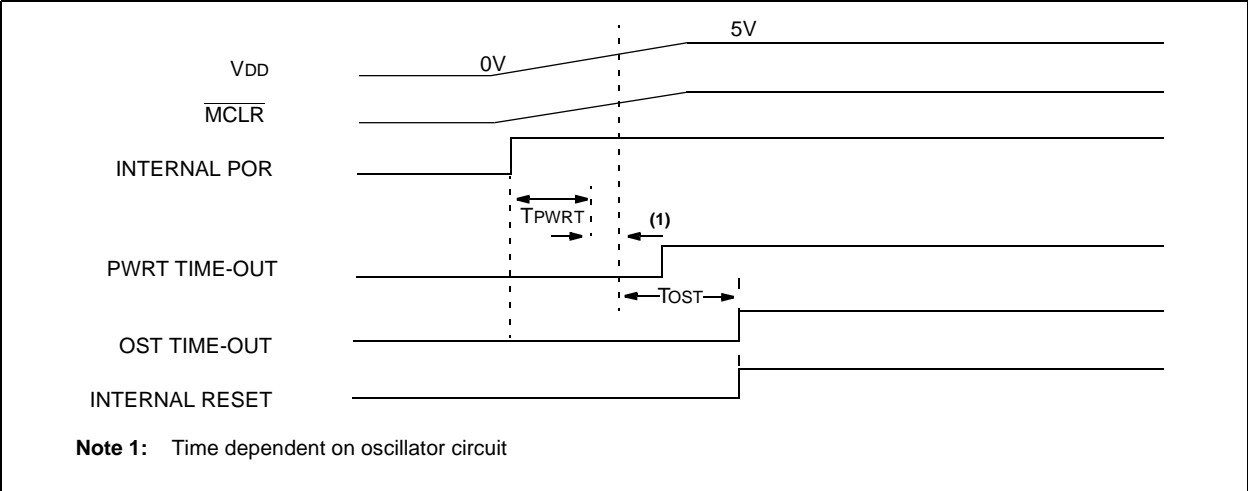 5V
0V
VDD
MCLR
INTERNAL POR
TPWRT
(1)
PWRT TIME-OUT
TOST
OST TIME-OUT
INTERNAL RESET
Note 1: Time dependent on oscillator circuit